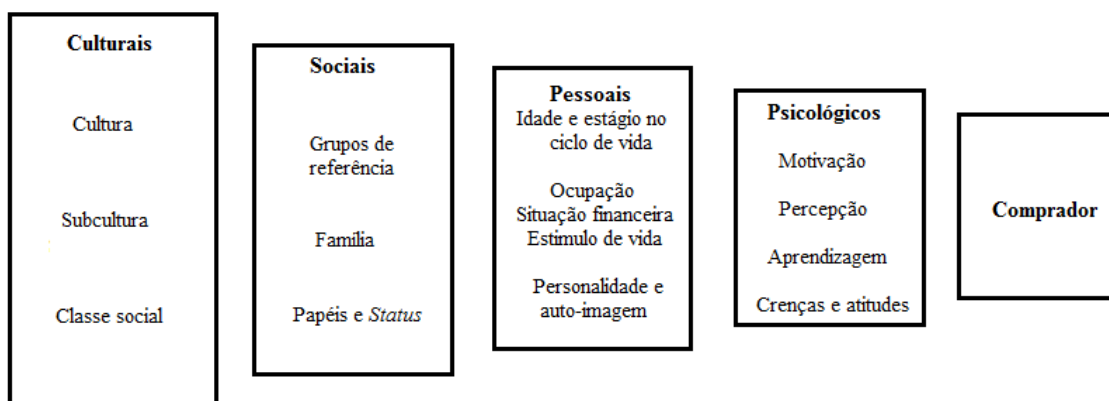 Culturais
Cultura
Subcultura
Classe social
Sociais
Grupos de
referência
Família
Papéis e Status
Pessoais
Idade e estágio no
ciclo de vida
Ocupação
Situação financeira
Estimulo de vida
Personalidade e
auto-imagem
Psicológicos
Motivação
Percepção
Aprendizagem
Crenças e atitudes
Comprador